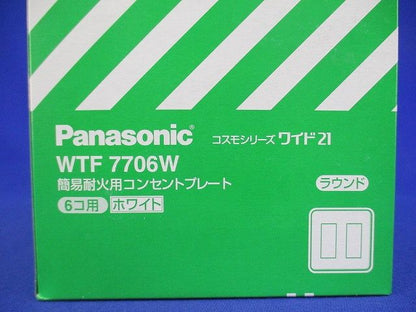 Panasonic® コスモシリーズ ワイド21
WTF 7706W
簡易耐火用コンセントプレート ラウンド
6コ用 ホワイト